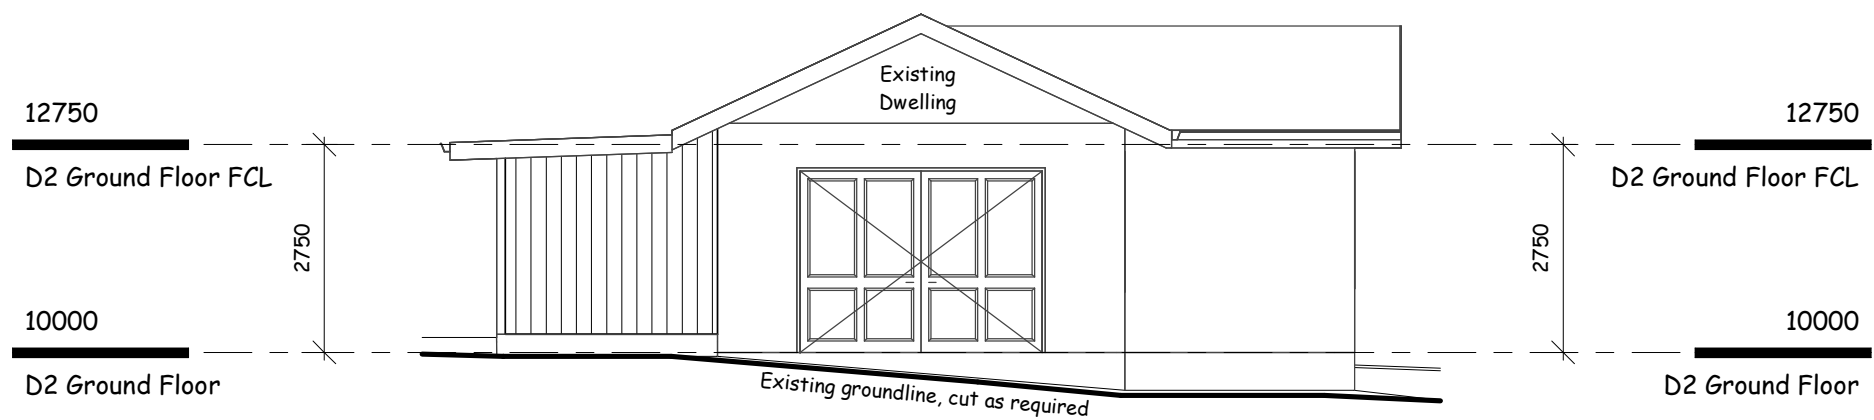 Existing
Dwelling
12750
12750
D2 Ground Floor FCL
D2 Ground Floor FCL
2750
2750
10000
10000
D2 Ground Floor
D2 Ground Floor
Existing groundline, cut as required